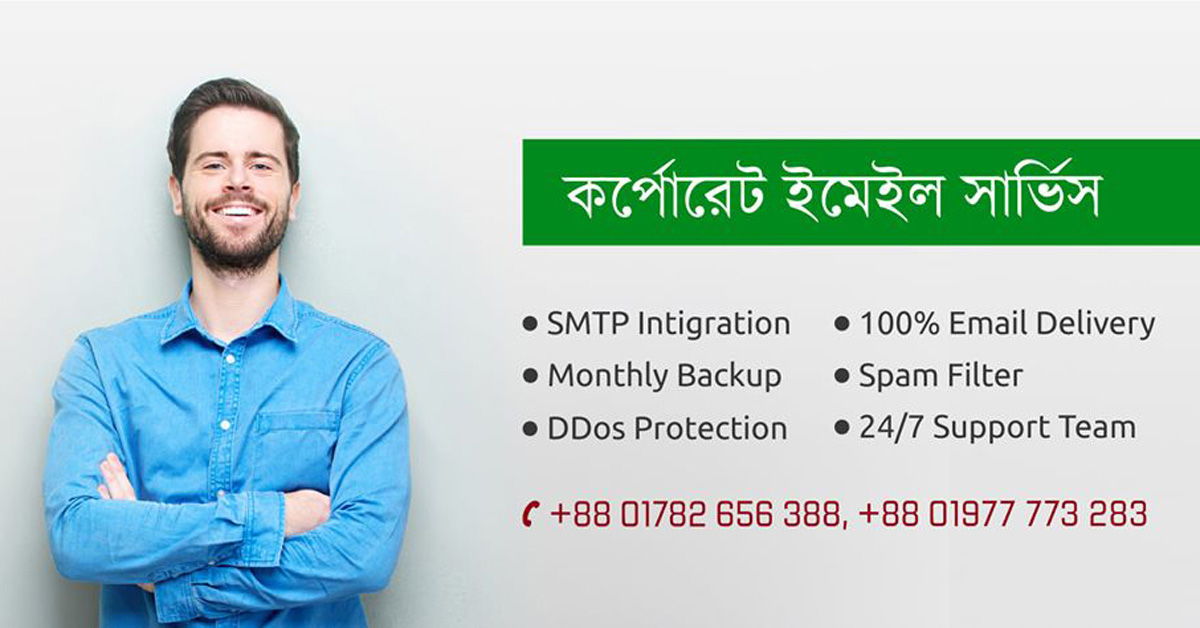 কর্পোরেট ইমেইল সার্ভিস
• SMTP Intigration
• 100% Email Delivery
• Monthly Backup
• Spam Filter
• DDos Protection
• 24/7 Support Team
+88 01782 656 388, +88 01977 773 283